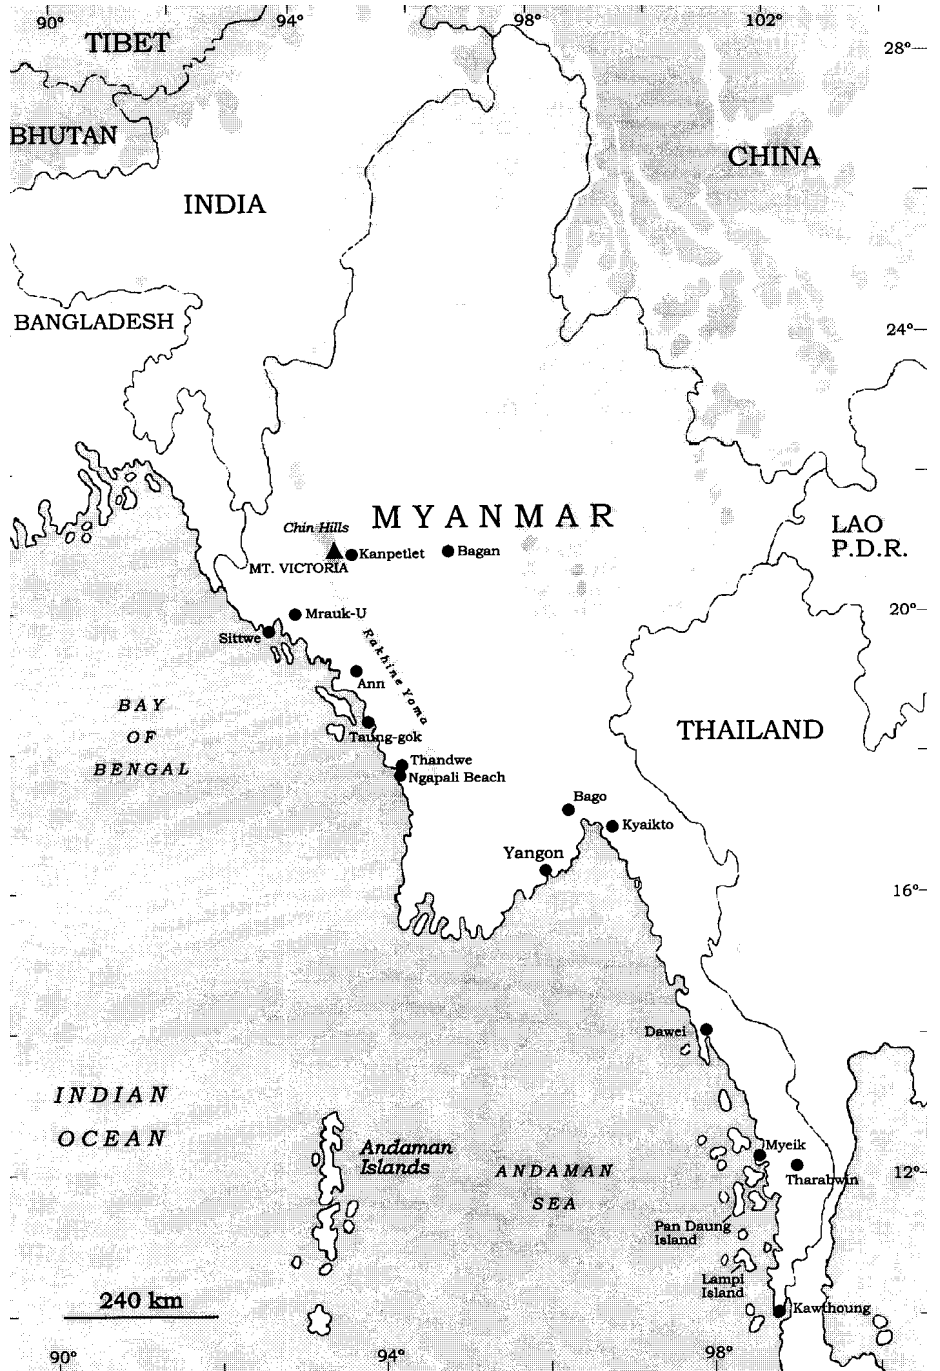 90°
94°
98°
102°
TIBET
28°
BHUTAN
CHINA
INDIA
BANGLADESH
24°
MYANMAR
Chin Hills
LAO
P.D.R.
Kanpetlet
Bagan
MT. VICTORIA
Mrauk-U
20°
Sittwe
Rakhine Yoma
Ann
BAY
OF
BENGAL
Taung-gok
THAILAND
Thandwe
Ngapali Beach
Bago
Kyaikto
Yangon
16°
Dawei
INDIAN
OCEAN
Andaman
Islands
ANDAMAN
SEA
Myeik
Tharabwin
12°
Pan Daung
Island
Lampi
Island
240 km
Kawthoung
90°
94°
98°